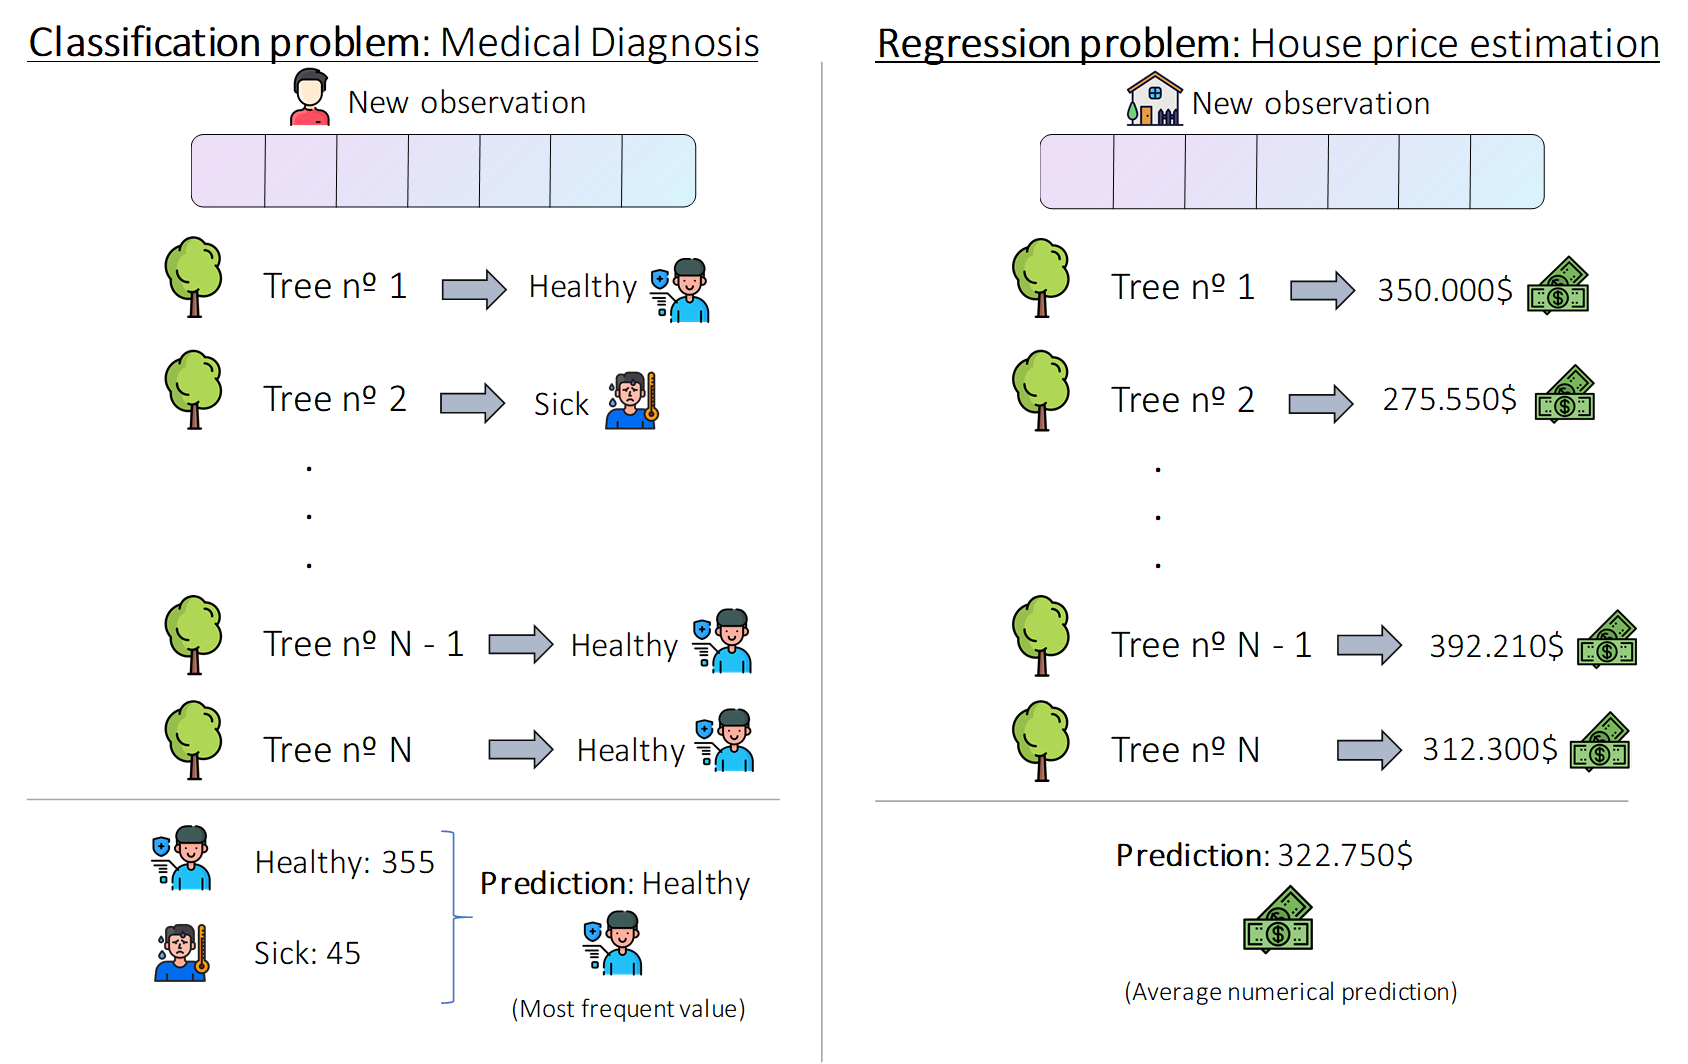 Classification problem: Medical Diagnosis
New observation
Tree nº 1
Healthy
Tree nº 2
Sick
.
.
.
Tree nº N - 1
Healthy
Tree nº N
Healthy
Healthy: 355
Sick: 45
Prediction: Healthy
(Most frequent value)
Regression problem: House price estimation
New observation
Tree nº 1
350.000$
Tree nº 2
275.550$
.
.
.
Tree nº N - 1
392.210$
Tree nº N
312.300$
Prediction: 322.750$
(Average numerical prediction)